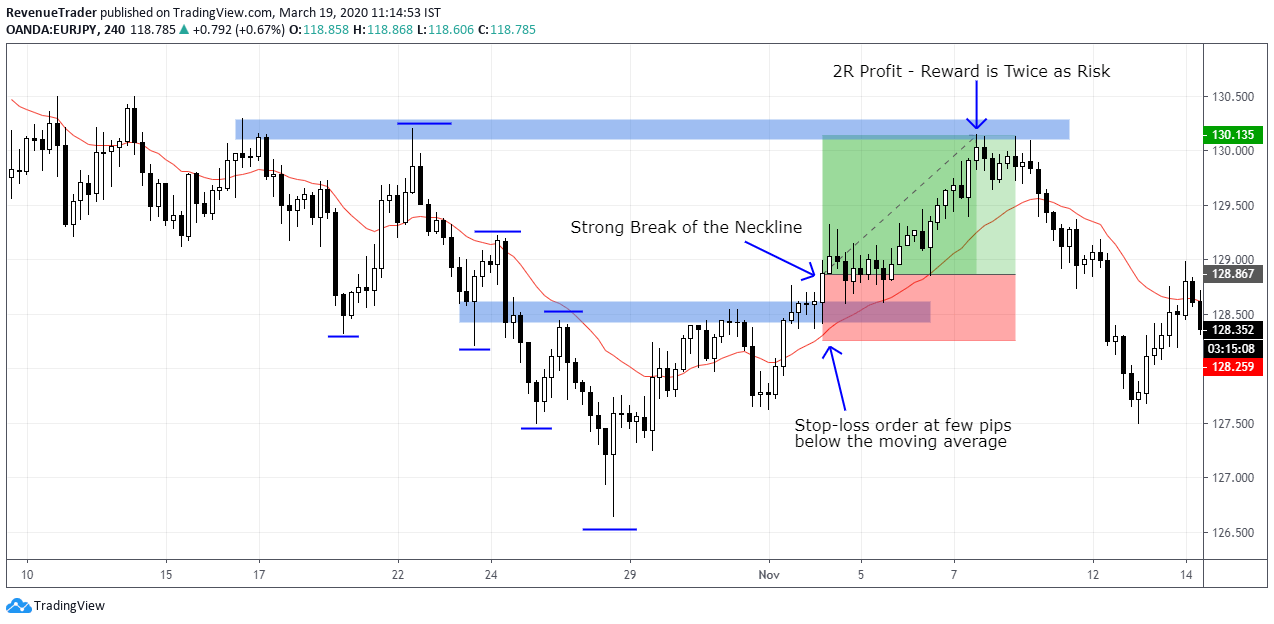 RevenueTrader published on TradingView.com, March 19, 2020 11:14:53 IST
OANDA:EURJPY, 240 118.785 ▲ +0.792 (+0.67%) O:118.858 H:118.868 L:118.606 C:118.785
2R Profit - Reward is Twice as Risk
130.500
130.135
130.000
129.500
Strong Break of the Neckline
129.000
128.867
128.500
128.352
03:15:08
128.259
Stop-loss order at few pips
below the moving average
127.500
127.000
126.500
10 15 17 22 24 29 Nov 5 7 12 14
TradingView